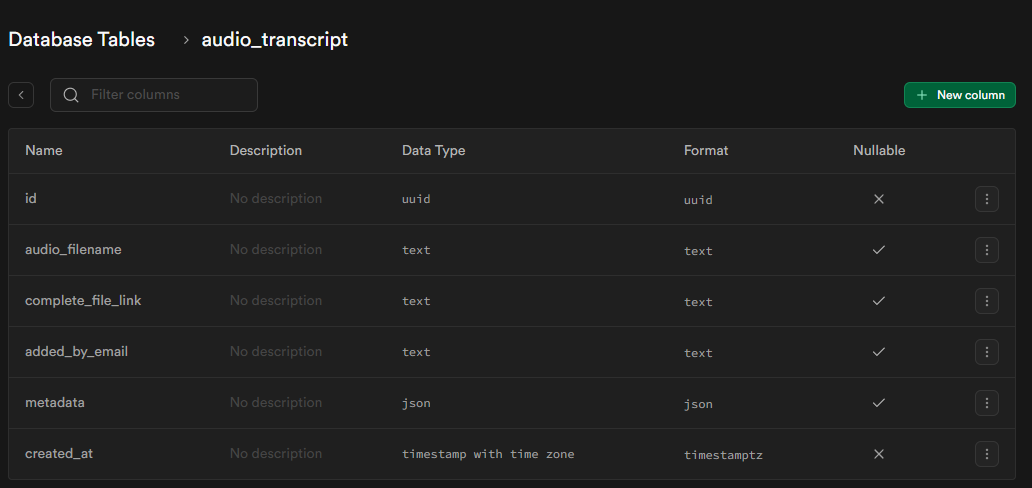 Database Tables > audio_transcript
Filter columns
New column
Name Description Data Type Format Nullable
id No description uuid uuid
audio_filename No description text text
complete_file_link No description text text
added_by_email No description text text
metadata No description json json
created_at No description timestamp with time zone timestamptz